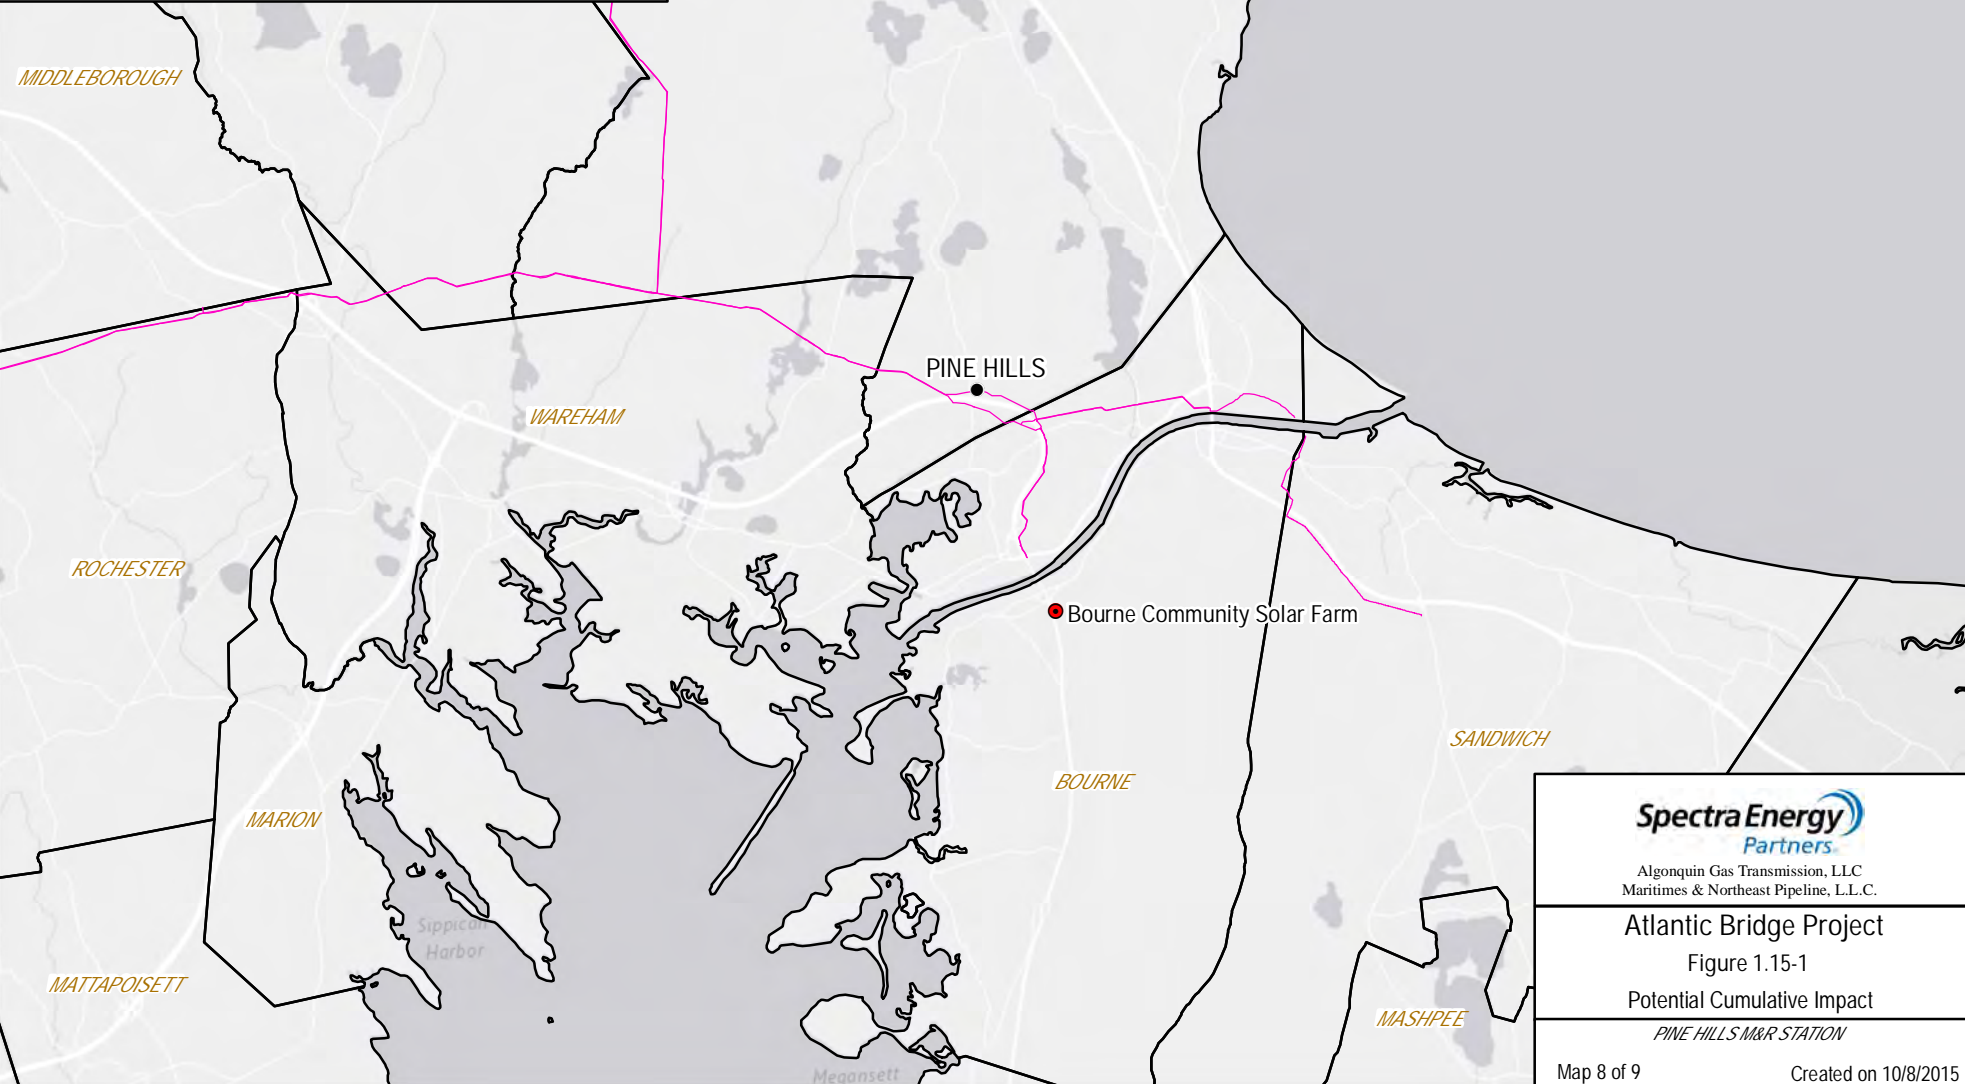 MIDDLEBOROUGH
PINE HILLS
WAREHAM
ROCHESTER
Bourne Community Solar Farm
SANDWICH
BOURNE
MARION
Sippican
Harbor
MATTAPOISETT
MASHPEE
Megansett
Spectra Energy
Partners
Algonquin Gas Transmission, LLC
Maritimes & Northeast Pipeline, L.L.C.
Atlantic Bridge Project
Figure 1.15-1
Potential Cumulative Impact
PINE HILLS M&R STATION
Map 8 of 9
Created on 10/8/2015